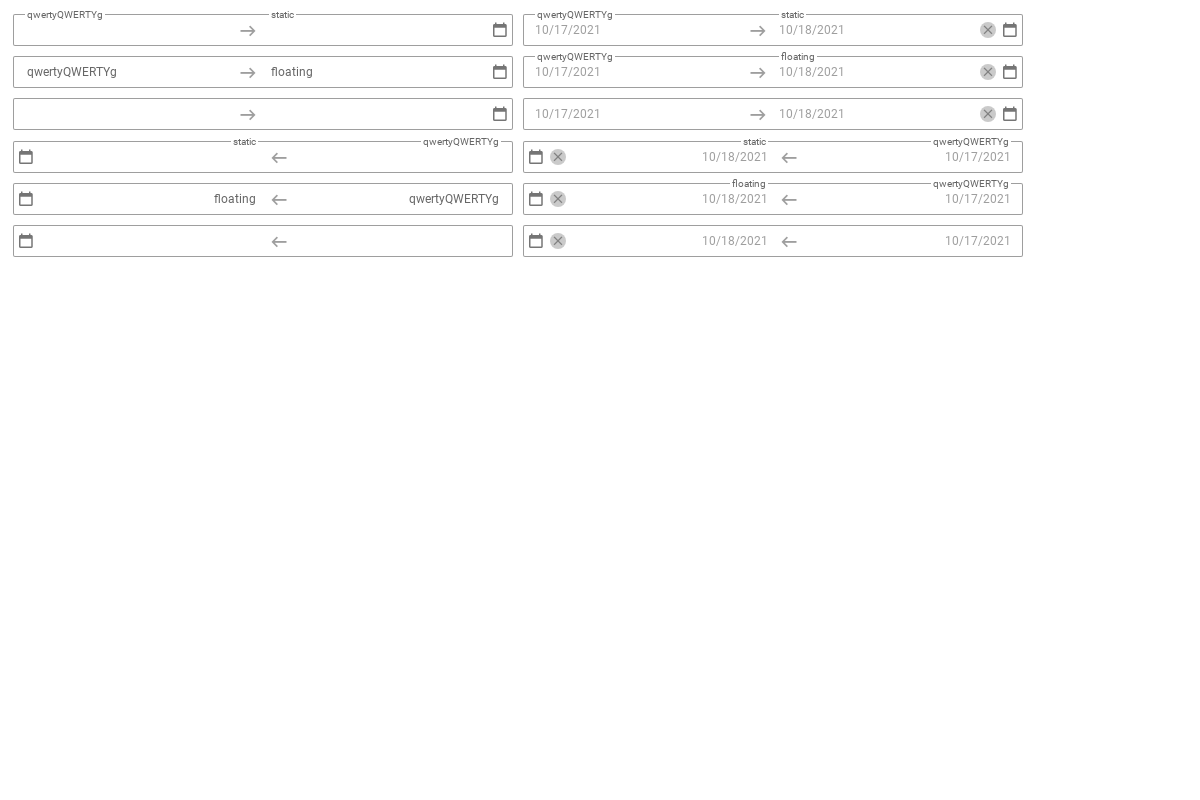 qwertyQWERTYg static qwertyQWERTYg static
10/17/2021 10/18/2021
qwertyQWERTYg floating
qwertyQWERTYg floating 10/17/2021 10/18/2021
10/17/2021 10/18/2021
static qwertyQWERTYg static qwertyQWERTYg
10/18/2021 10/17/2021
floating qwertyQWERTYg
floating qwertyQWERTYg 10/18/2021 10/17/2021
10/18/2021 10/17/2021